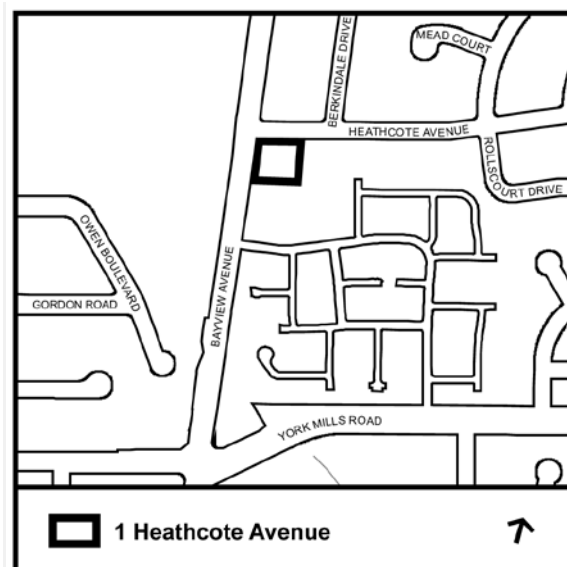 MEAD COURT
BERKINDALE DRIVE
HEATHCOTE AVENUE
ROLLSCOURT DRIVE
OWEN BOULEVARD
GORDON ROAD
BAYVIEW AVENUE
YORK MILLS ROAD
1 Heathcote Avenue